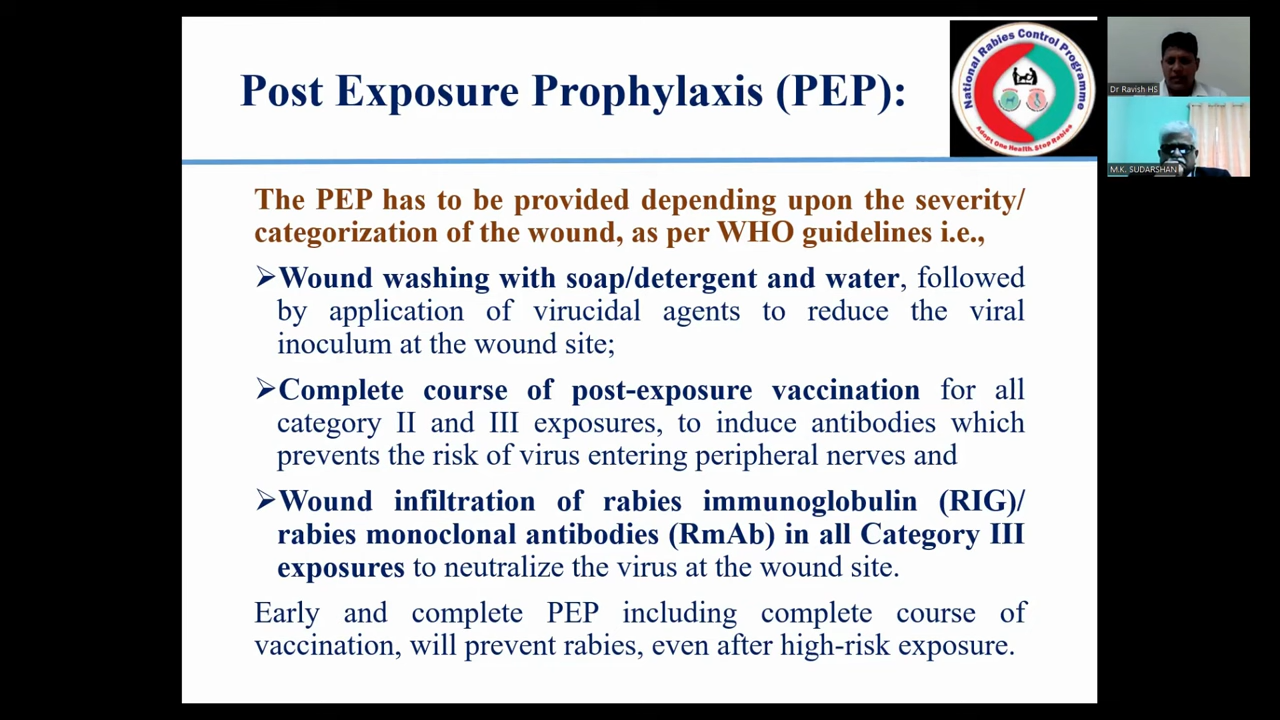 Post Exposure Prophylaxis (PEP):
National Rabies Control Programme
Adopt One Health, Stop Rabies
Dr Ravish HS
M.K. SUDARSHAN
The PEP has to be provided depending upon the severity/
categorization of the wound, as per WHO guidelines i.e.,
➢Wound washing with soap/detergent and water, followed
by application of virucidal agents to reduce the viral
inoculum at the wound site;
➢Complete course of post-exposure vaccination for all
category II and III exposures, to induce antibodies which
prevents the risk of virus entering peripheral nerves and
➢Wound infiltration of rabies immunoglobulin (RIG)/
rabies monoclonal antibodies (RmAb) in all Category III
exposures to neutralize the virus at the wound site.
Early and complete PEP including complete course of
vaccination, will prevent rabies, even after high-risk exposure.